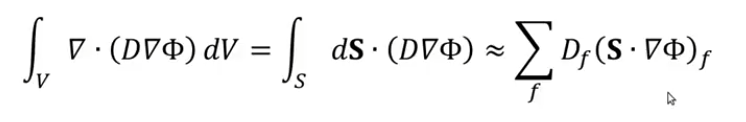 ∫_V ∇ · (D∇Φ) dV = ∫_S d𝐒 · (D∇Φ) ≈ ∑_f D_f(𝐒 · ∇Φ)_f